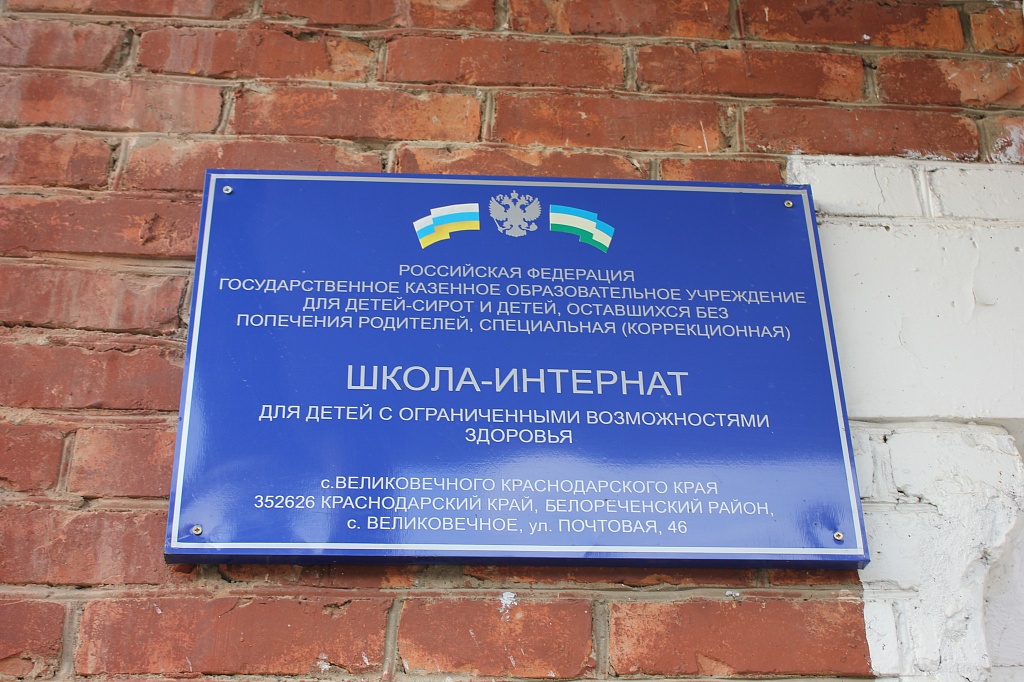 РОССИЙСКАЯ ФЕДЕРАЦИЯ
ГОСУДАРСТВЕННОЕ КАЗЕННОЕ ОБРАЗОВАТЕЛЬНОЕ УЧРЕЖДЕНИЕ
ДЛЯ ДЕТЕЙ-СИРОТ И ДЕТЕЙ, ОСТАВШИХСЯ БЕЗ
ПОПЕЧЕНИЯ РОДИТЕЛЕЙ, СПЕЦИАЛЬНАЯ (КОРРЕКЦИОННАЯ)
ШКОЛА-ИНТЕРНАТ
ДЛЯ ДЕТЕЙ С ОГРАНИЧЕННЫМИ ВОЗМОЖНОСТЯМИ
ЗДОРОВЬЯ
с.ВЕЛИКОВЕЧНОГО КРАСНОДАРСКОГО КРАЯ
352626 КРАСНОДАРСКИЙ КРАЙ, БЕЛОРЕЧЕНСКИЙ РАЙОН,
с. ВЕЛИКОВЕЧНОЕ, ул. ПОЧТОВАЯ, 46